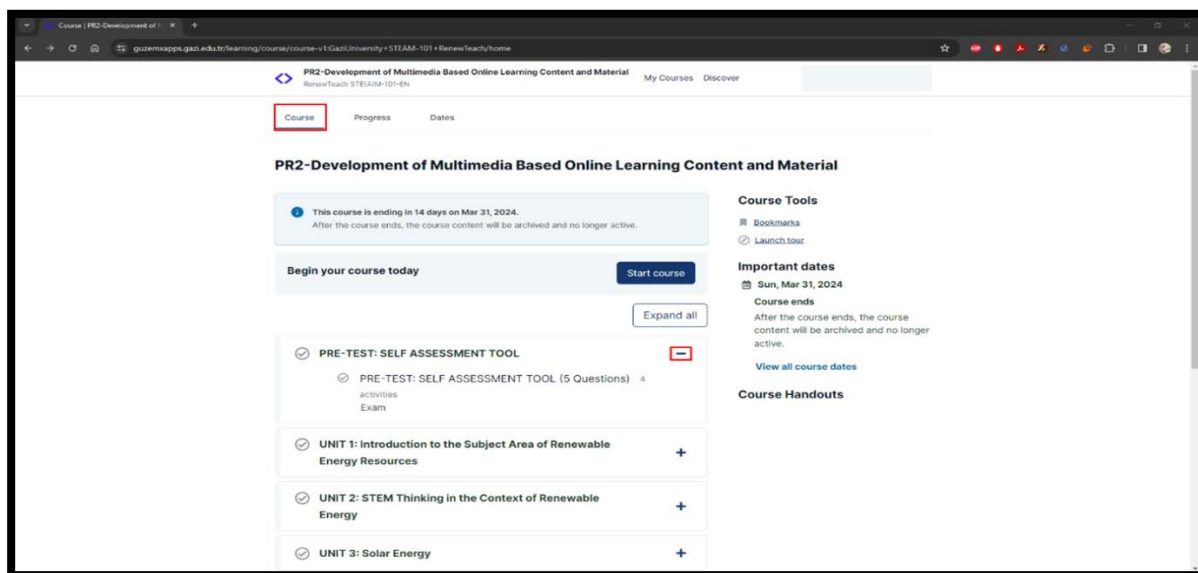 Course | PR2-Development of
guzemxapps.gazi.edu.tr/learning/course/course-v1:GaziUniversity+STEAM-101+RenewTeach/home
PR2-Development of Multimedia Based Online Learning Content and Material
RenewTeach STE(A)M-101-EN
My Courses Discover
Course Progress Dates
PR2-Development of Multimedia Based Online Learning Content and Material
This course is ending in 14 days on Mar 31, 2024.
After the course ends, the course content will be archived and no longer active.
Begin your course today
Start course
Expand all
PRE-TEST: SELF ASSESSMENT TOOL
PRE-TEST: SELF ASSESSMENT TOOL (5 Questions) 4
activities
Exam
UNIT 1: Introduction to the Subject Area of Renewable
Energy Resources
UNIT 2: STEM Thinking in the Context of Renewable
Energy
UNIT 3: Solar Energy
Course Tools
Bookmarks
Launch tour
Important dates
Sun, Mar 31, 2024
Course ends
After the course ends, the course
content will be archived and no longer
active.
View all course dates
Course Handouts